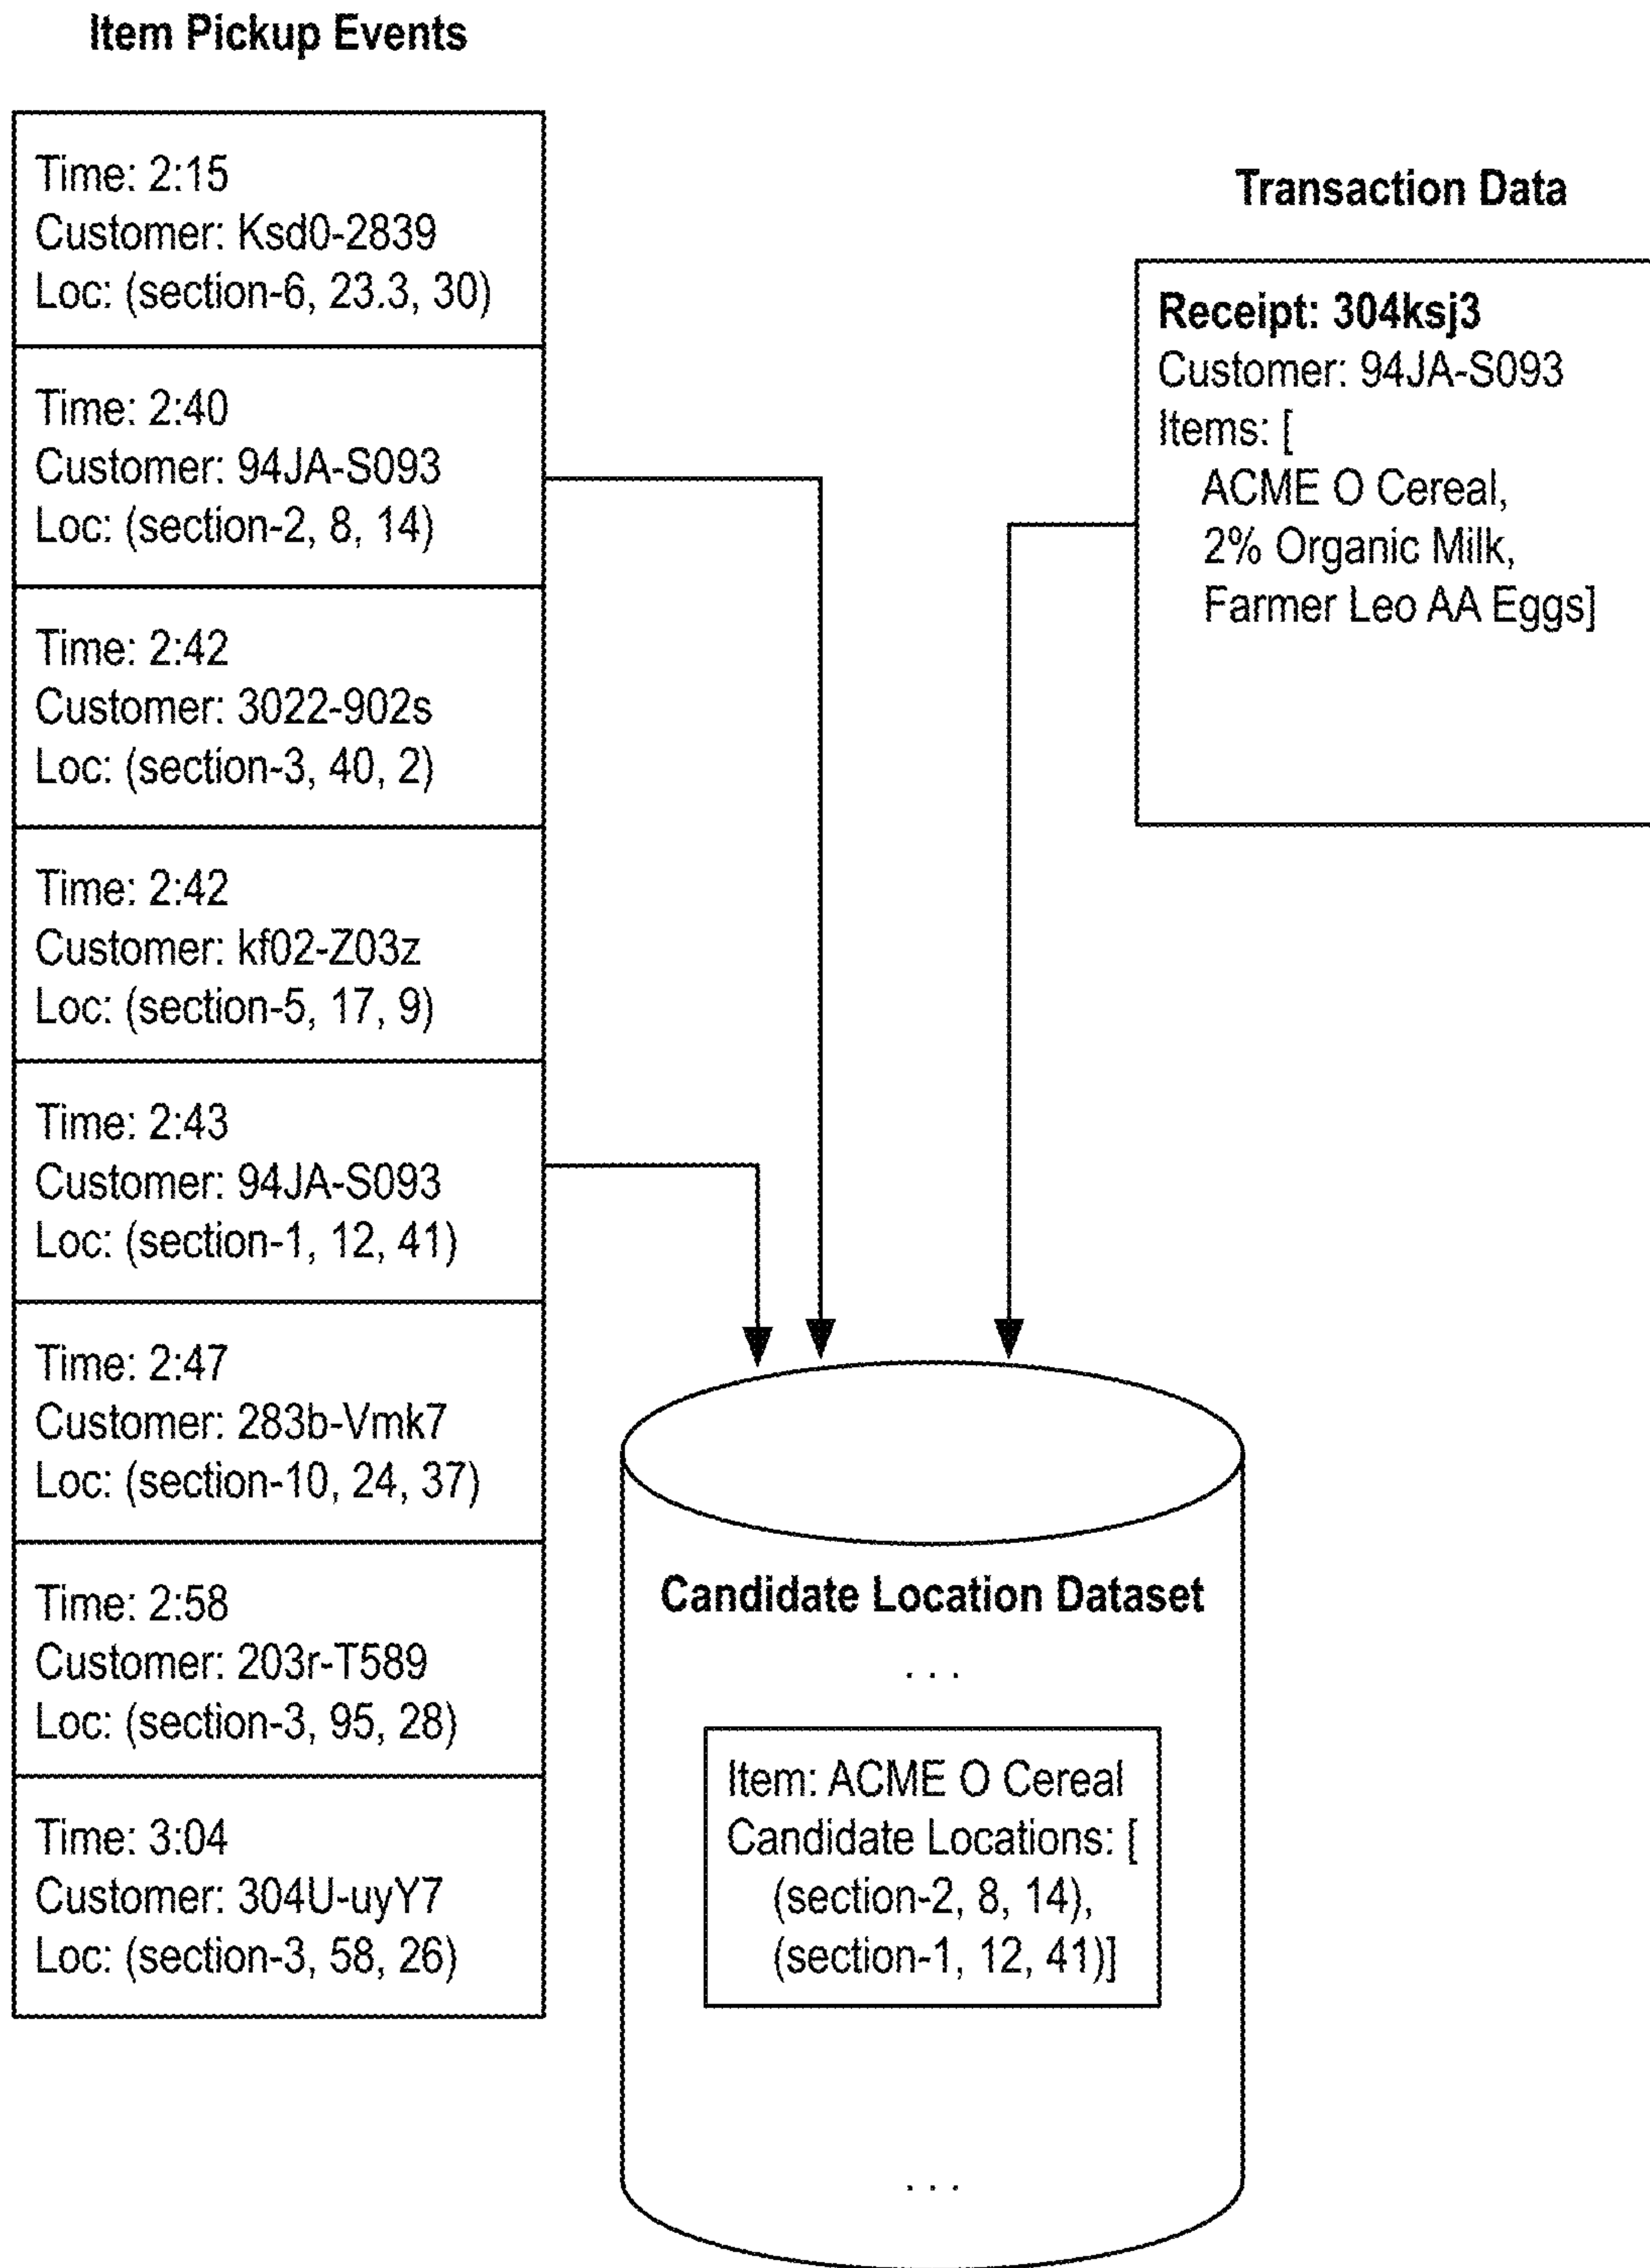 Item Pickup Events
Time: 2:15
Customer: Ksd0-2839
Loc: (section-6, 23.3, 30)
Time: 2:40
Customer: 94JA-S093
Loc: (section-2, 8, 14)
Time: 2:42
Customer: 3022-902s
Loc: (section-3, 40, 2)
Time: 2:42
Customer: kf02-Z03z
Loc: (section-5, 17, 9)
Time: 2:43
Customer: 94JA-S093
Loc: (section-1, 12, 41)
Time: 2:47
Customer: 283b-Vmk7
Loc: (section-10, 24, 37)
Time: 2:58
Customer: 203r-T589
Loc: (section-3, 95, 28)
Time: 3:04
Customer: 304U-uyY7
Loc: (section-3, 58, 26)
Transaction Data
Receipt: 304ksj3
Customer: 94JA-S093
Items: [
ACME O Cereal,
2% Organic Milk,
Farmer Leo AA Eggs]
Candidate Location Dataset
. . .
Item: ACME O Cereal
Candidate Locations: [
(section-2, 8, 14),
(section-1, 12, 41)]
. . .